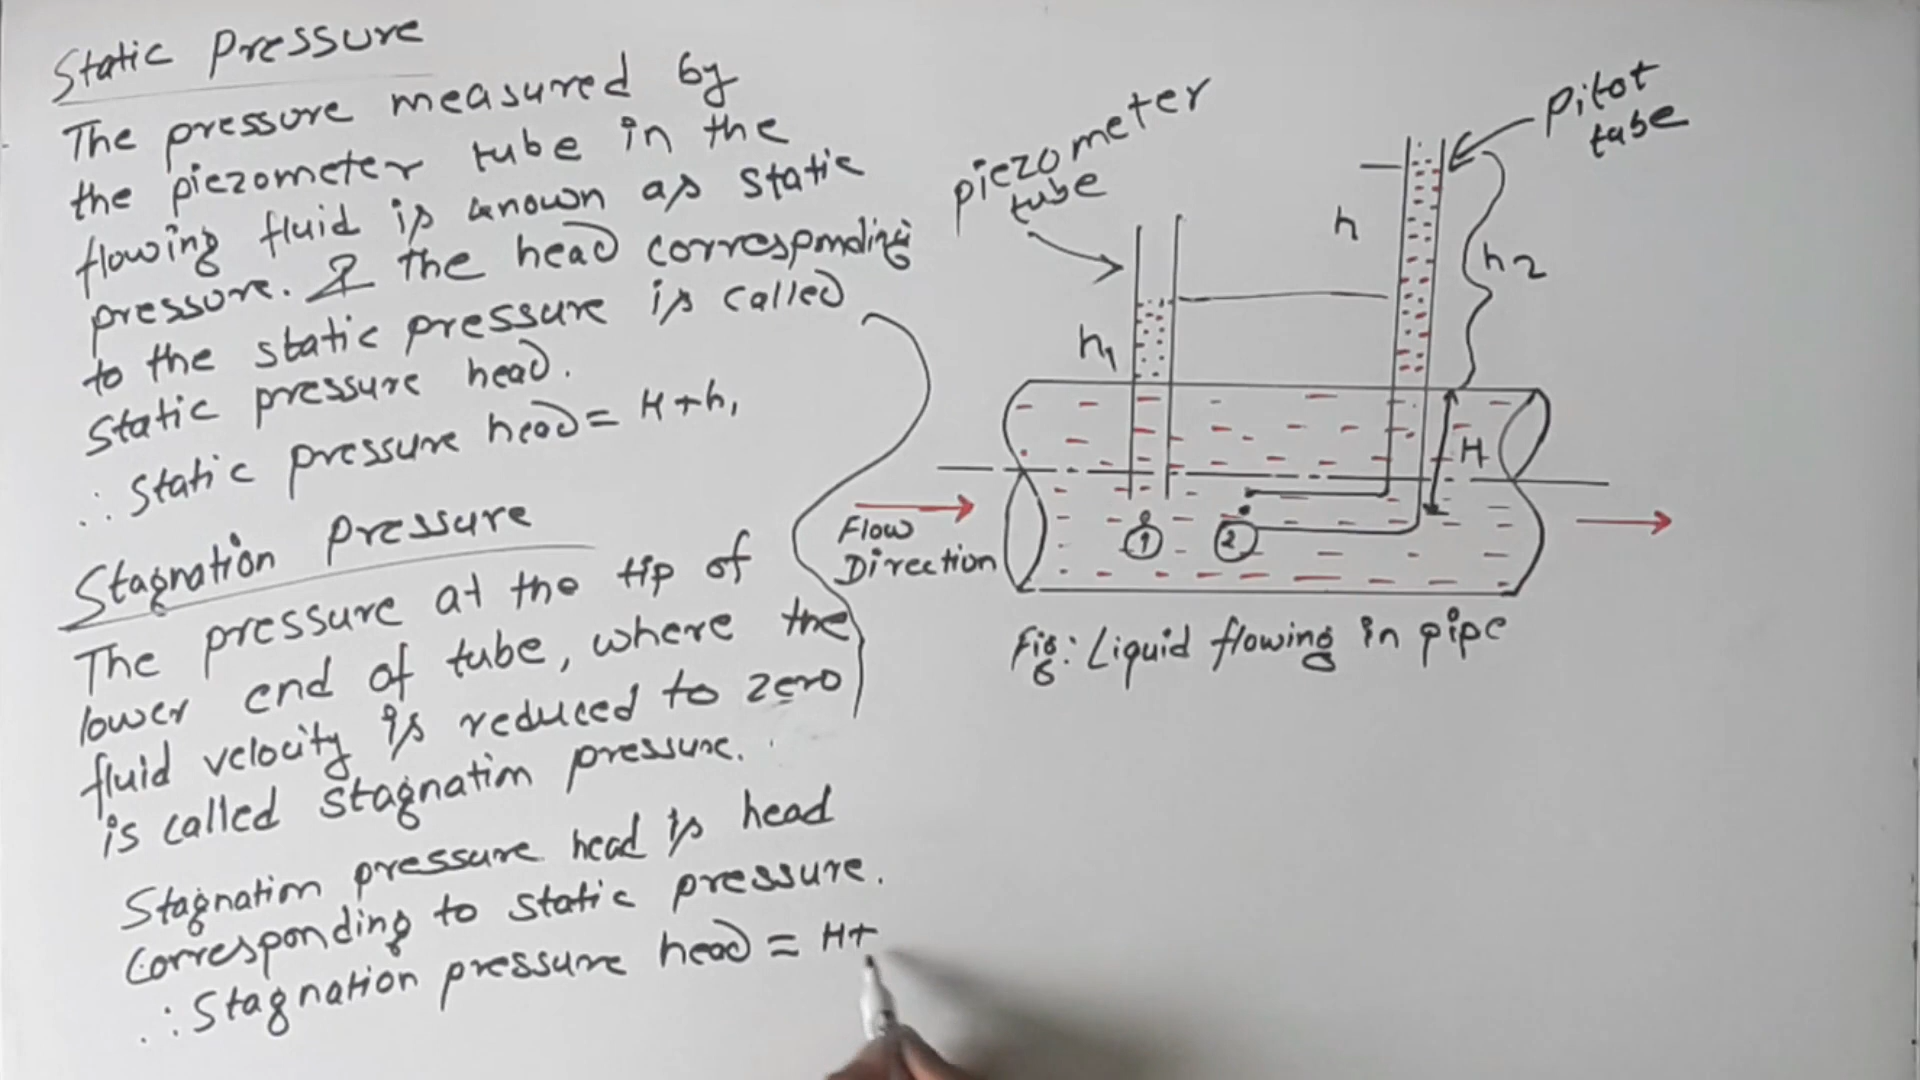 Static Pressure
The pressure measured by
the piezometer tube in the
flowing fluid is known as static
pressure. & the head corresponding
to the static pressure is called
static pressure head.
∴ Static pressure head = H+h₁
Stagnation Pressure
The pressure at the tip of
lower end of tube, where the
fluid velocity is reduced to zero
is called stagnation pressure.
Stagnation pressure head is head
corresponding to static pressure.
∴ Stagnation pressure head = H+
piezometer
tube
pitot
tube
h
h2
h₁
H
Flow
Direction
1
2
Fig: Liquid flowing in pipe